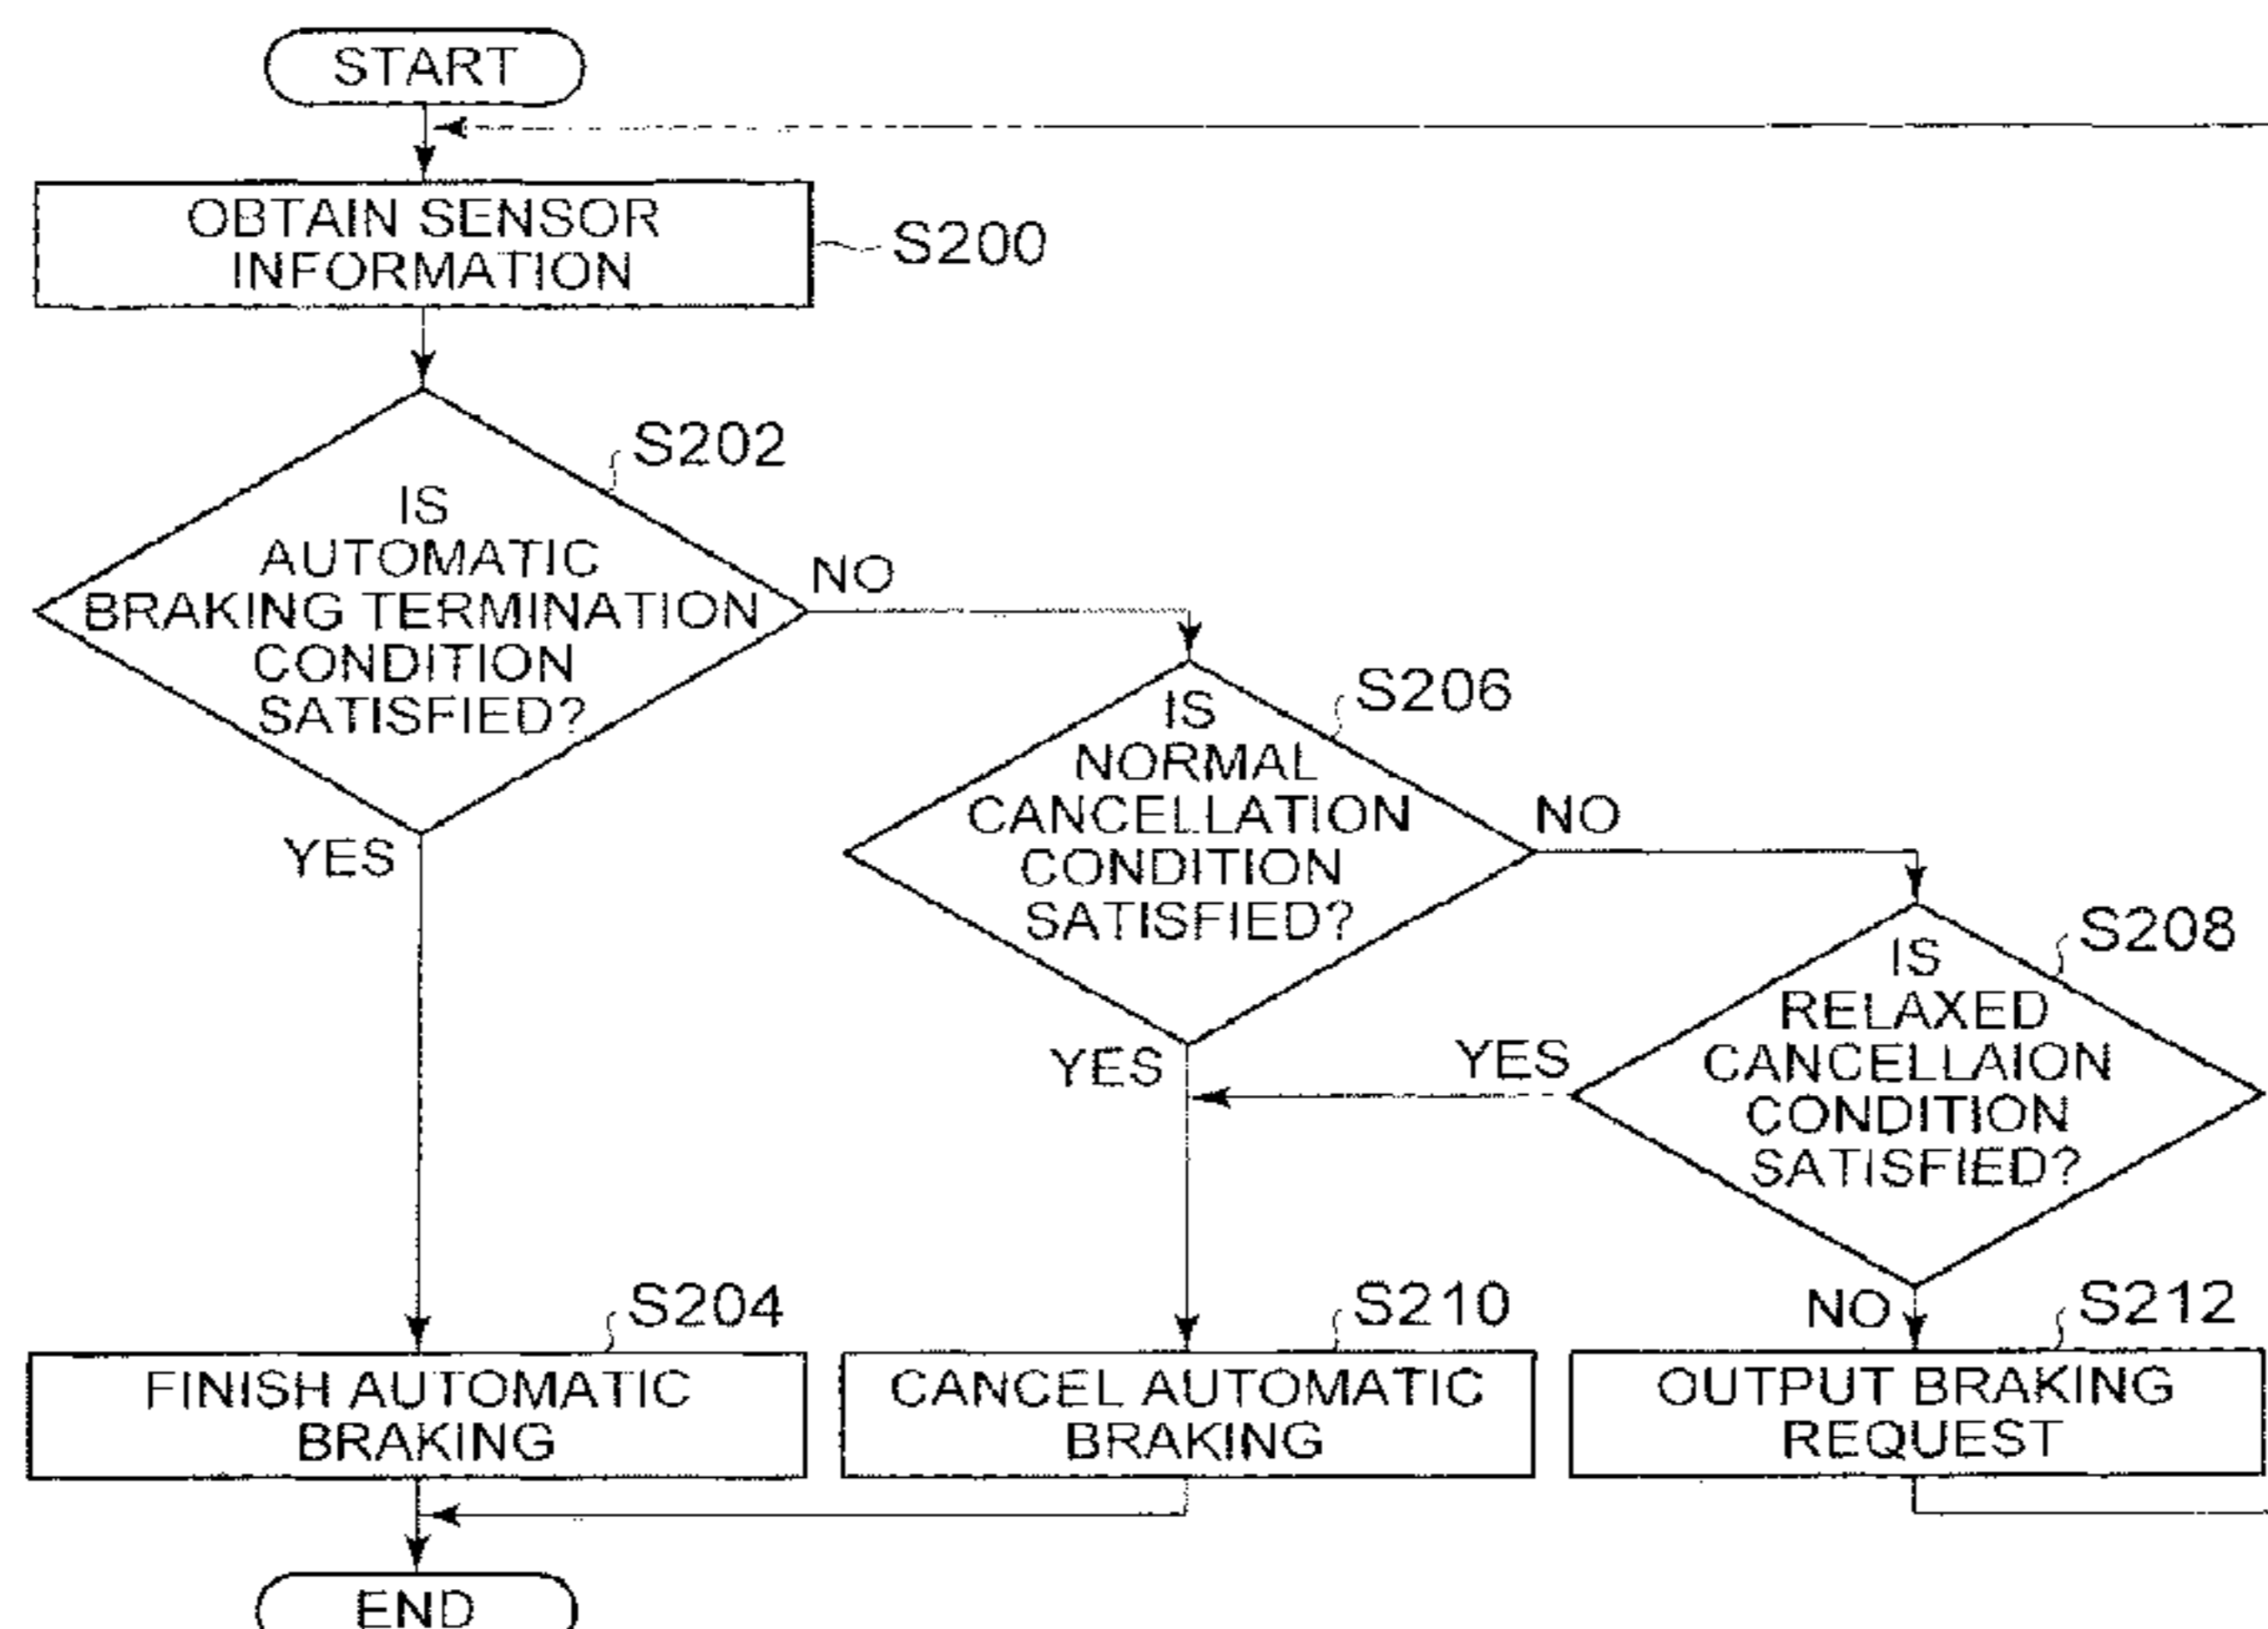 START
OBTAIN SENSOR
INFORMATION
S200
S202
IS
AUTOMATIC
BRAKING TERMINATION
CONDITION
SATISFIED?
NO
YES
S206
IS
NORMAL
CANCELLATION
CONDITION
SATISFIED?
NO
YES
S208
IS
RELAXED
CANCELLAION
CONDITION
SATISFIED?
YES
NO
S204
FINISH AUTOMATIC
BRAKING
S210
CANCEL AUTOMATIC
BRAKING
S212
OUTPUT BRAKING
REQUEST
END